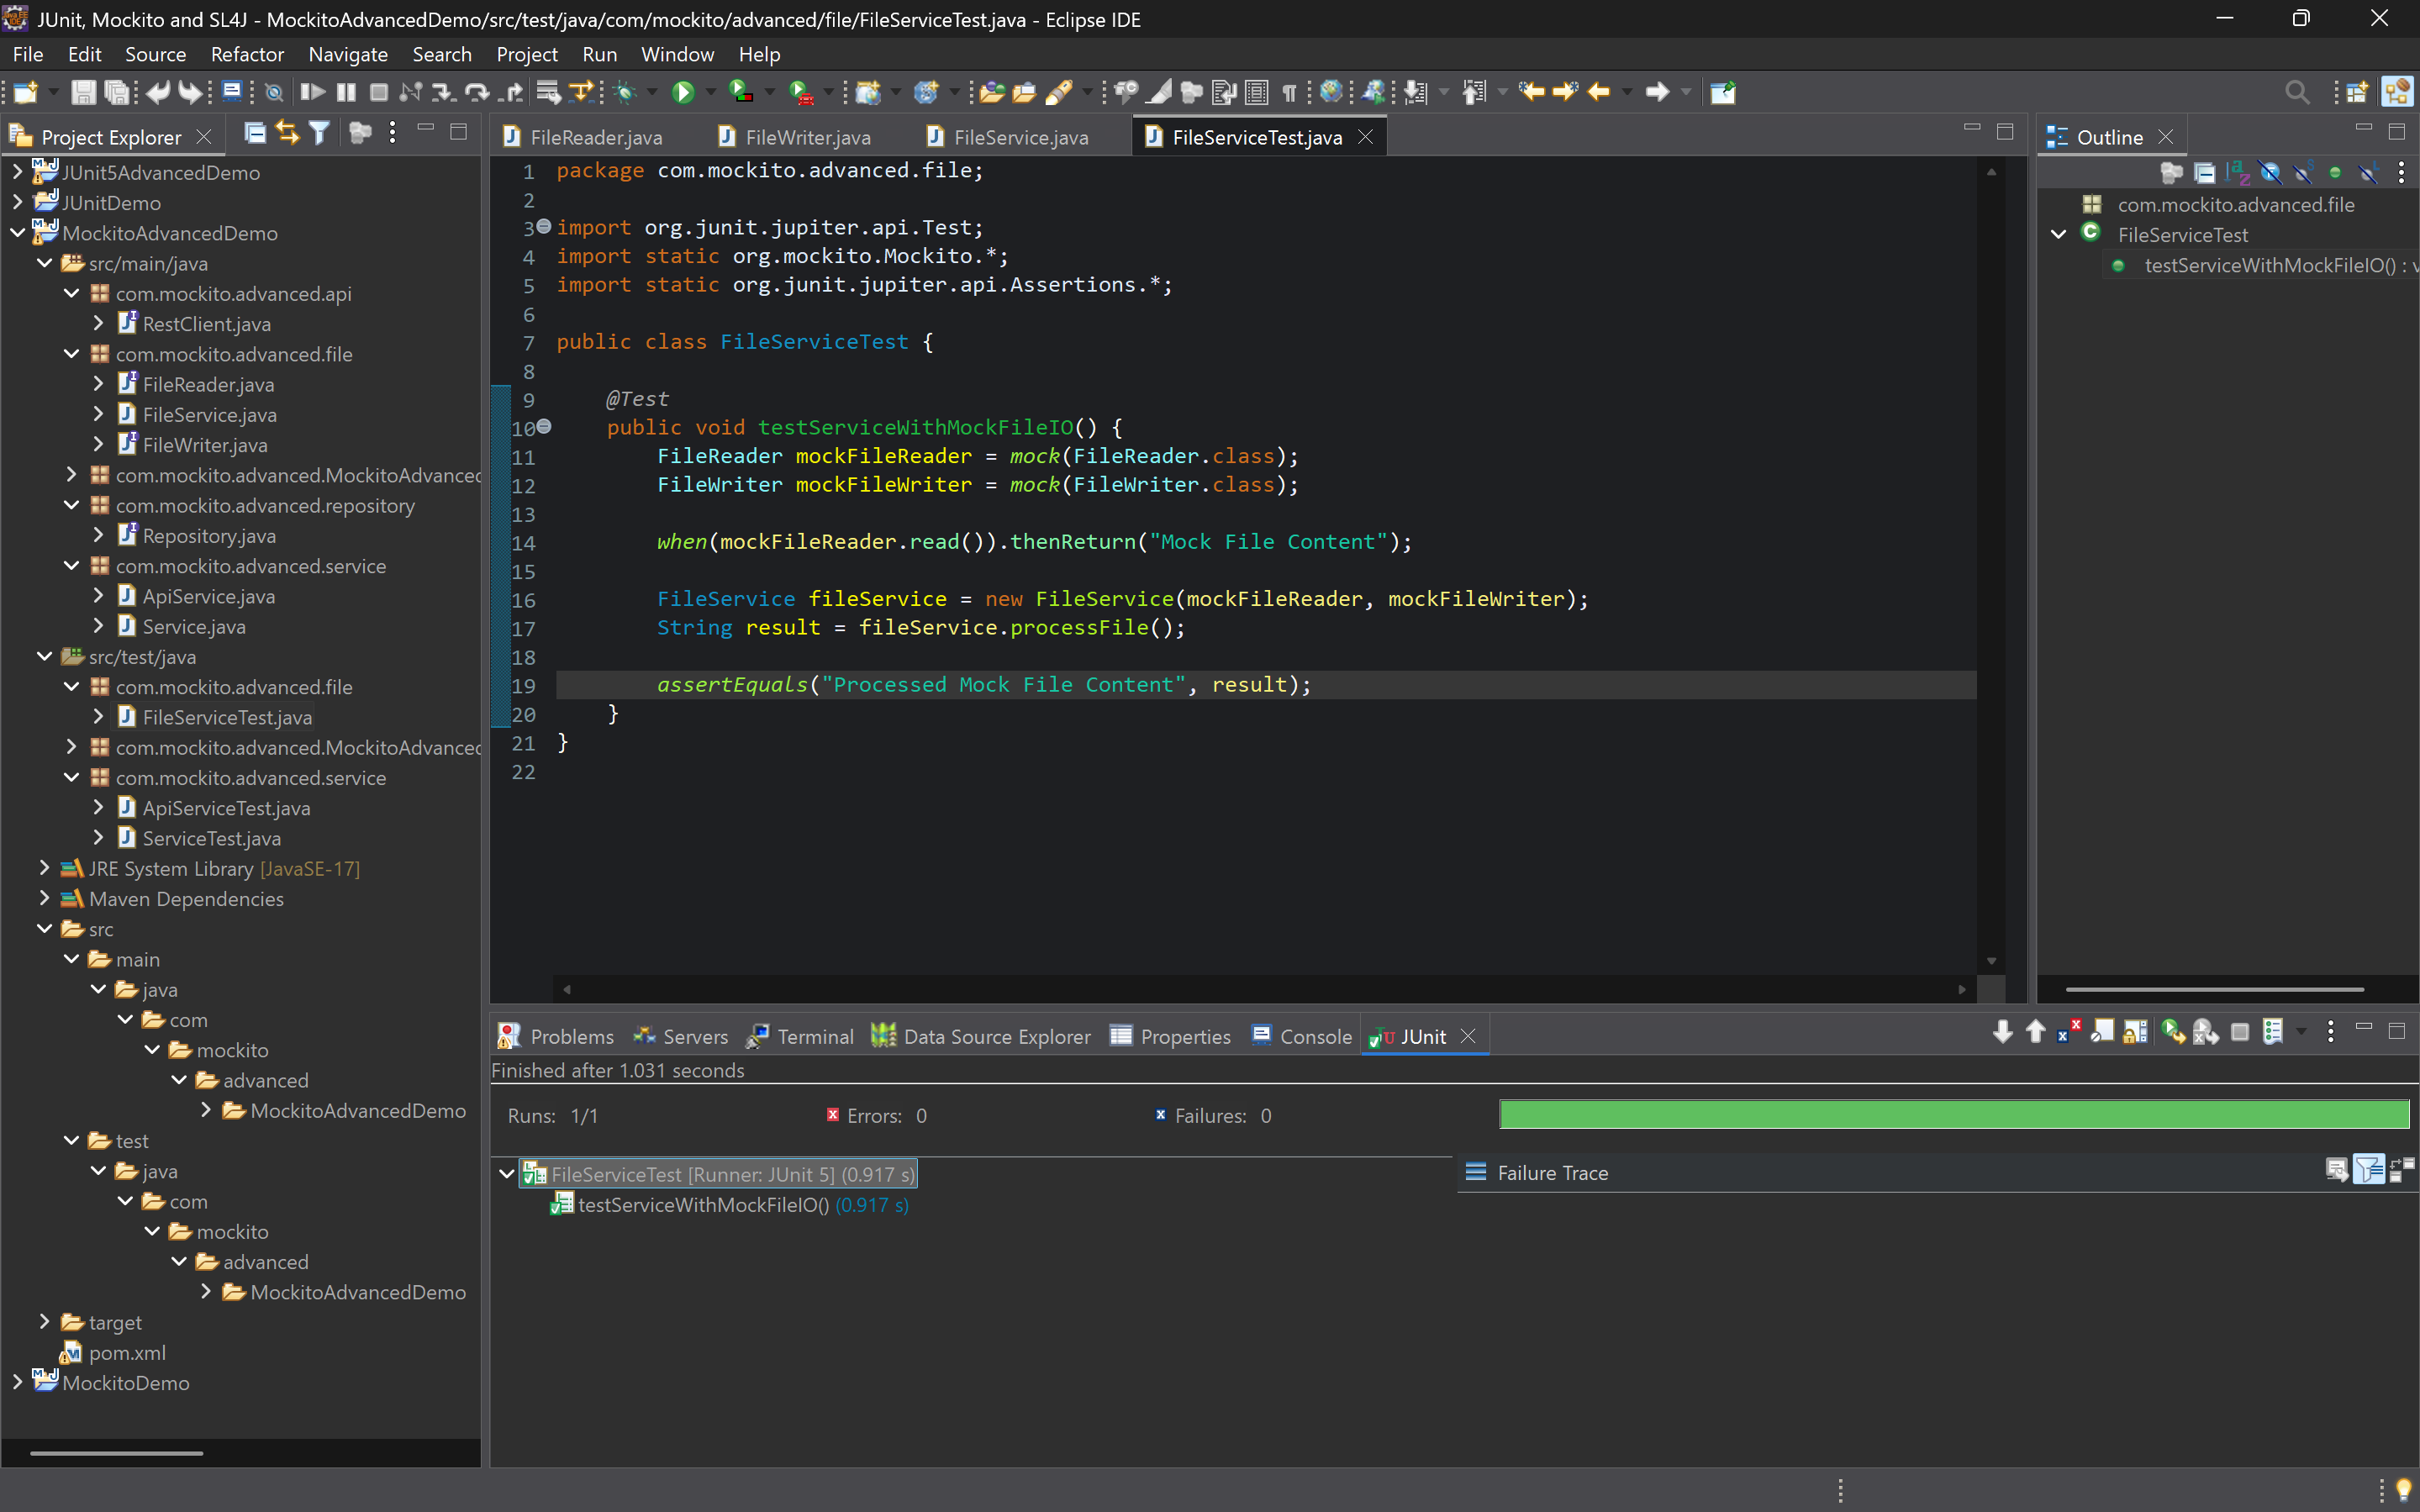 JUnit, Mockito and SL4J - MockitoAdvancedDemo/src/test/java/com/mockito/advanced/file/FileServiceTest.java - Eclipse IDE
File Edit Source Refactor Navigate Search Project Run Window Help
Project Explorer
JUnit5AdvancedDemo
JUnitDemo
MockitoAdvancedDemo
src/main/java
com.mockito.advanced.api
RestClient.java
com.mockito.advanced.file
FileReader.java
FileService.java
FileWriter.java
com.mockito.advanced.MockitoAdvanced
com.mockito.advanced.repository
Repository.java
com.mockito.advanced.service
ApiService.java
Service.java
src/test/java
com.mockito.advanced.file
FileServiceTest.java
com.mockito.advanced.MockitoAdvanced
com.mockito.advanced.service
ApiServiceTest.java
ServiceTest.java
JRE System Library [JavaSE-17]
Maven Dependencies
src
main
java
com
mockito
advanced
MockitoAdvancedDemo
test
java
com
mockito
advanced
MockitoAdvancedDemo
target
pom.xml
MockitoDemo
FileReader.java FileWriter.java FileService.java FileServiceTest.java
1 package com.mockito.advanced.file;
2
3 import org.junit.jupiter.api.Test;
4 import static org.mockito.Mockito.*;
5 import static org.junit.jupiter.api.Assertions.*;
6
7 public class FileServiceTest {
8
9 @Test
10 public void testServiceWithMockFileIO() {
11 FileReader mockFileReader = mock(FileReader.class);
12 FileWriter mockFileWriter = mock(FileWriter.class);
13
14 when(mockFileReader.read()).thenReturn("Mock File Content");
15
16 FileService fileService = new FileService(mockFileReader, mockFileWriter);
17 String result = fileService.processFile();
18
19 assertEquals("Processed Mock File Content", result);
20 }
21 }
22
Outline
com.mockito.advanced.file
FileServiceTest
testServiceWithMockFileIO() : v
Problems Servers Terminal Data Source Explorer Properties Console JUnit
Finished after 1.031 seconds
Runs: 1/1 Errors: 0 Failures: 0
FileServiceTest [Runner: JUnit 5] (0.917 s)
testServiceWithMockFileIO() (0.917 s)
Failure Trace